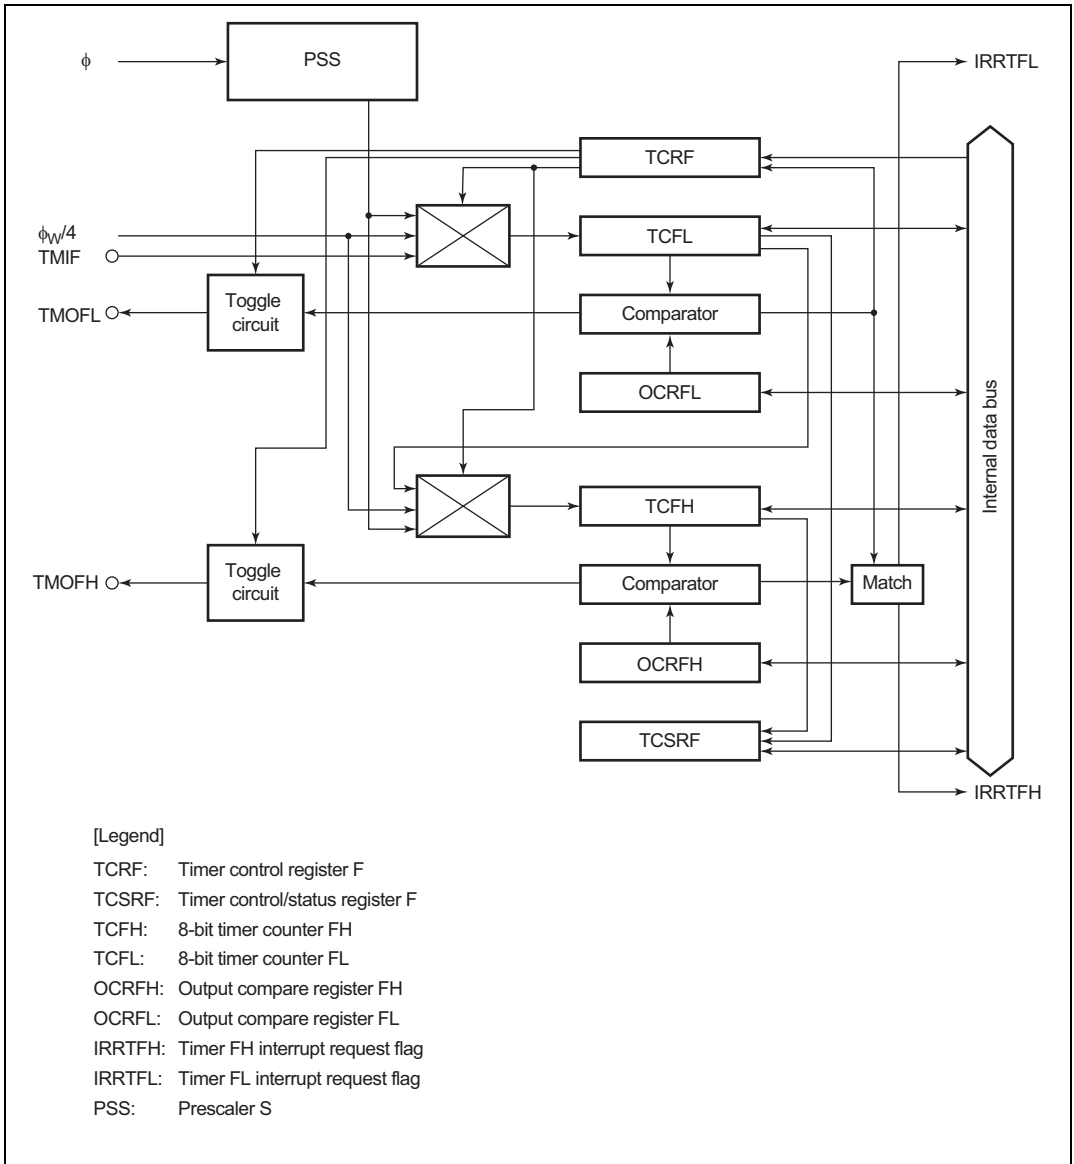 ϕ
PSS
IRRTFL
TCRF
ϕW/4
TCFL
TMIF
TMOFL
Toggle
circuit
Comparator
OCRFL
Internal data bus
TCFH
TMOFH
Toggle
circuit
Comparator
Match
OCRFH
TCSRF
IRRTFH
[Legend]
TCRF: Timer control register F
TCSRF: Timer control/status register F
TCFH: 8-bit timer counter FH
TCFL: 8-bit timer counter FL
OCRFH: Output compare register FH
OCRFL: Output compare register FL
IRRTFH: Timer FH interrupt request flag
IRRTFL: Timer FL interrupt request flag
PSS: Prescaler S